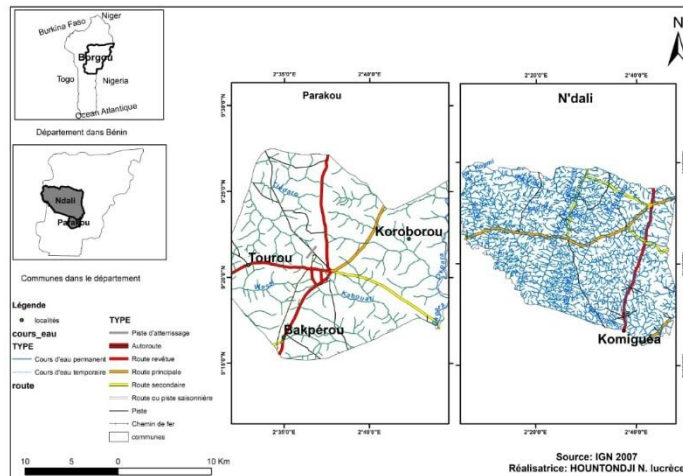 Niger
Burkina Faso
Borgou
Togo
Nigeria
Ocean Atlantique
Département dans Bénin
Ndali
Parakou
Communes dans le département
Légende
localités
cours_eau
TYPE
Cours d'eau permanent
Cours d'eau temporaire
route
TYPE
Piste d'atterrissage
Autoroute
Route revêtue
Route principale
Route secondaire
Route ou piste saisonnière
Piste
Chemin de fer
communes
10 5 0 10 Km
Parakou
2°35'0"E 2°40'0"E
Koroborou
Tourou
Bakpérou
2°35'0"E 2°40'0"E
N
N'dali
2°20'0"E 2°40'0"E
Komiguéa
2°20'0"E 2°40'0"E
Source: IGN 2007
Réalisatrice: HOUNTONDJI N. lucrèce